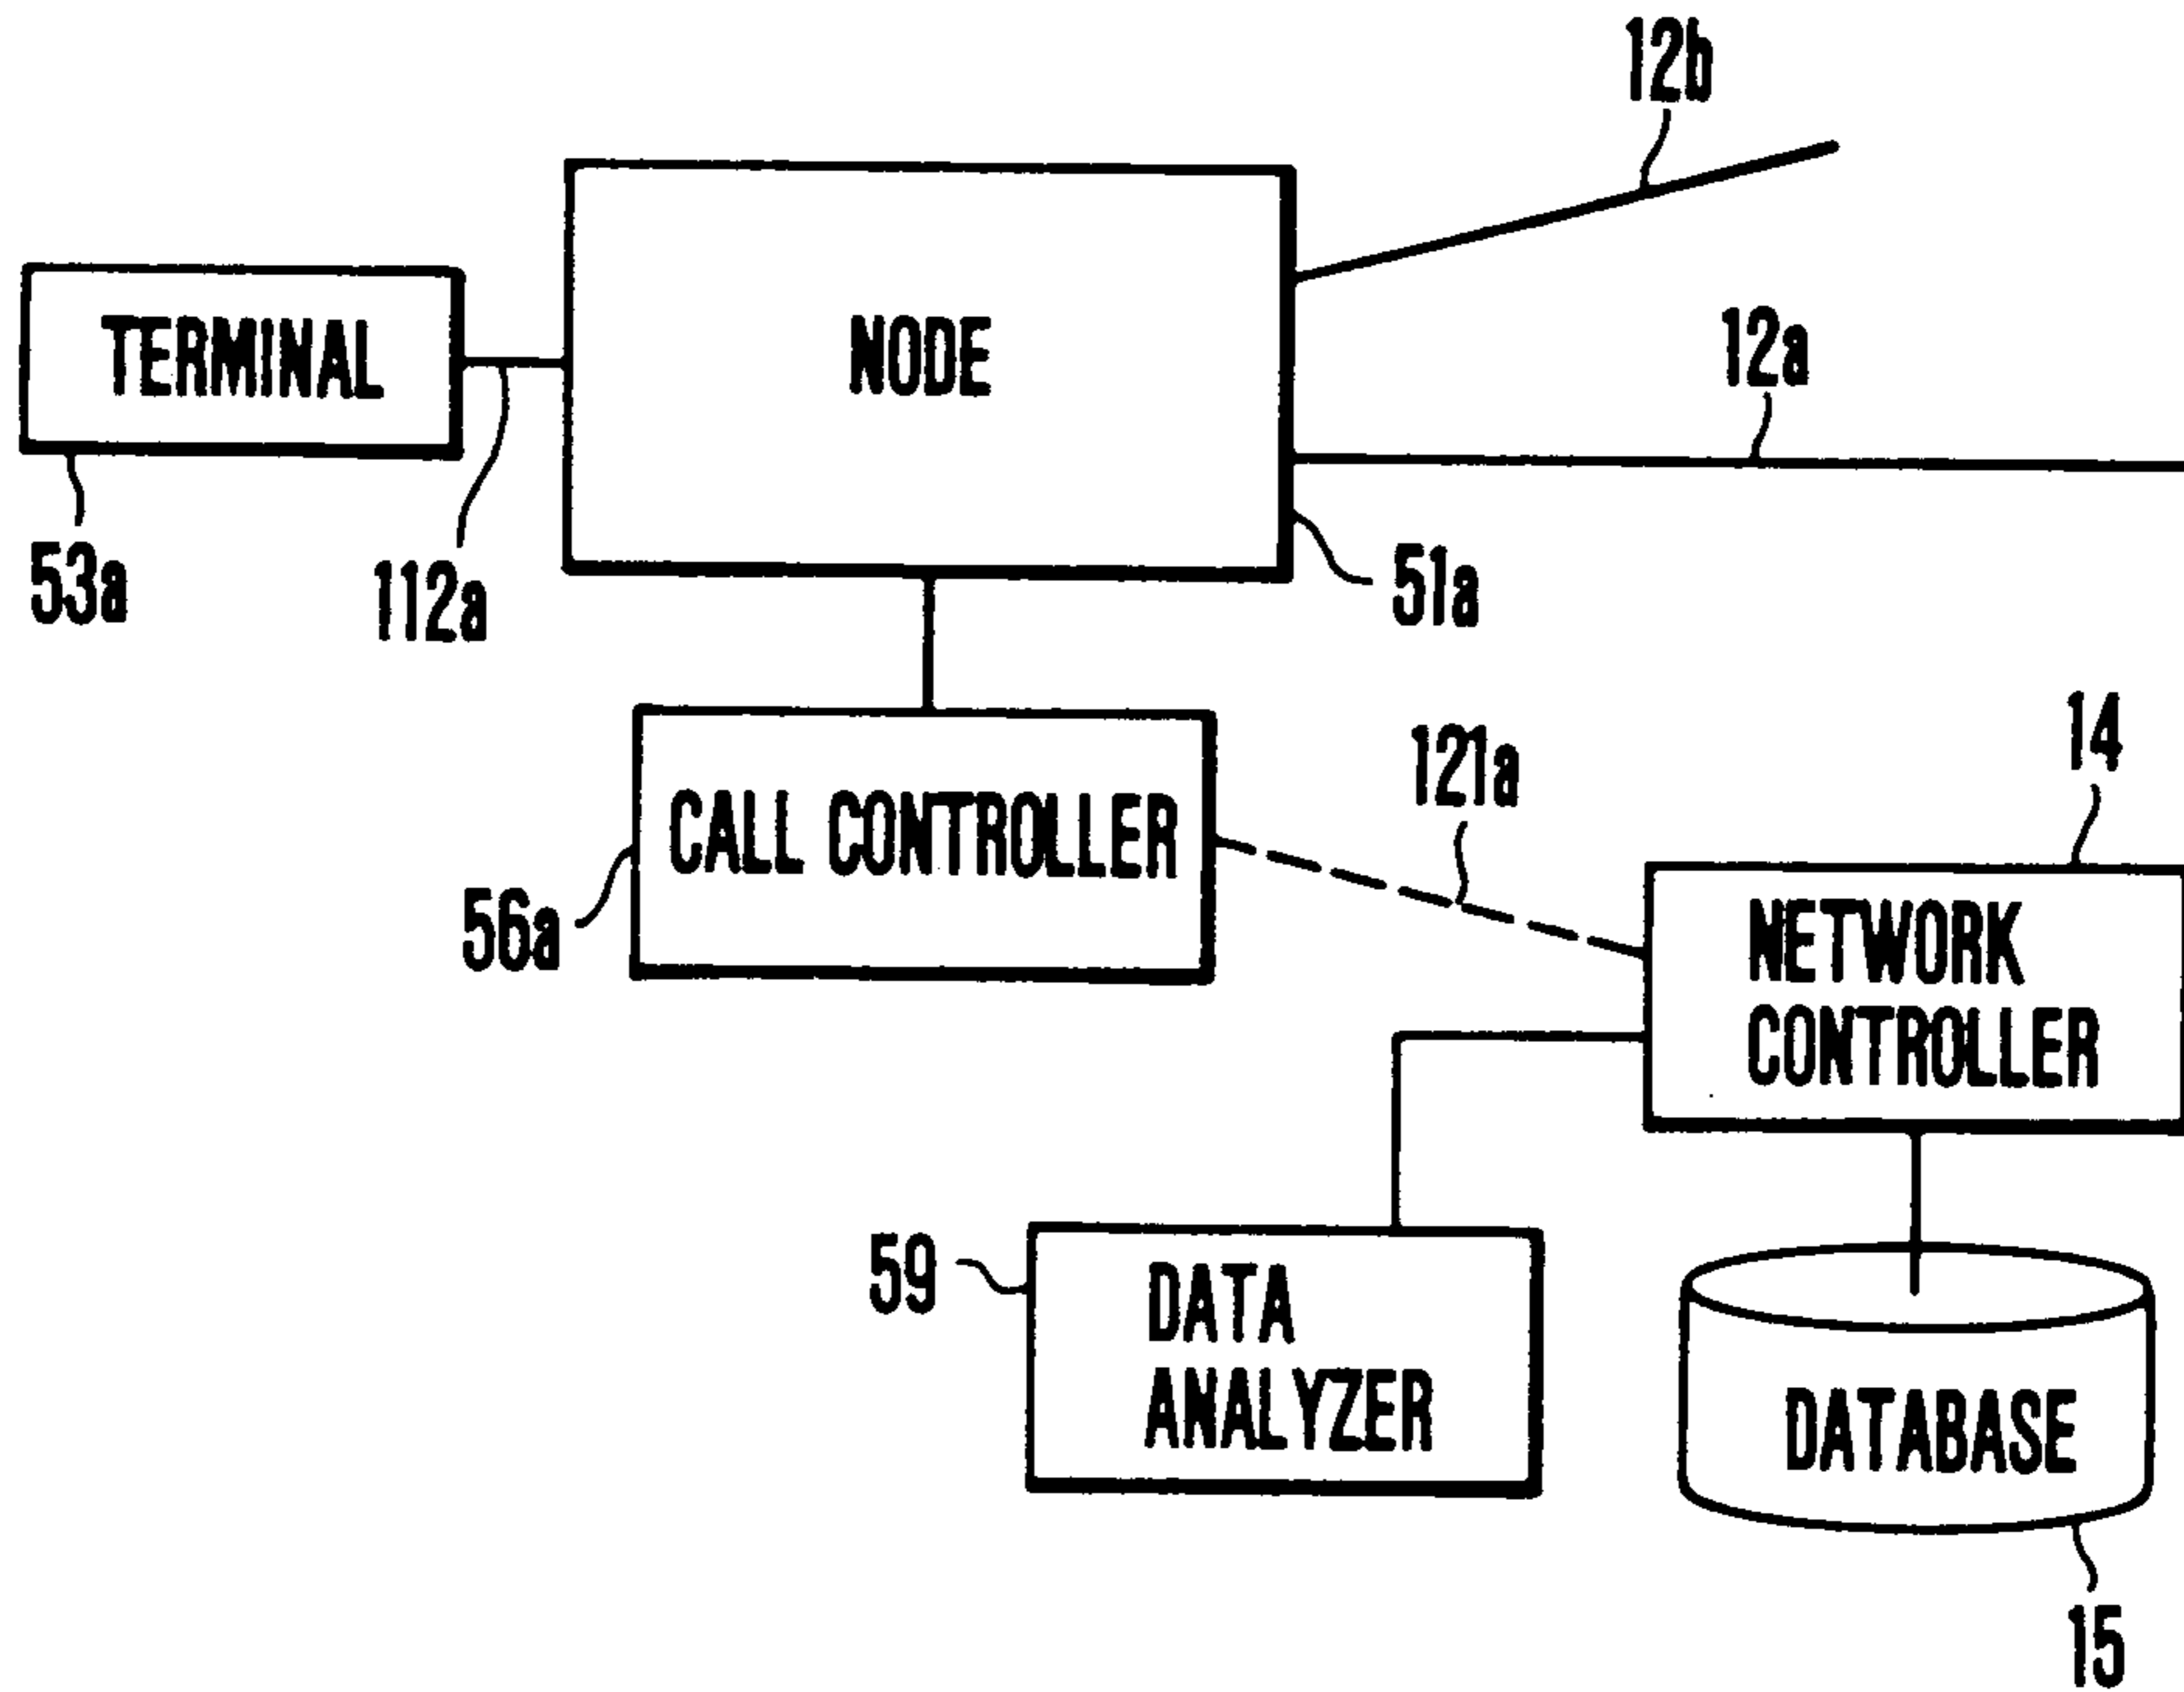 12b
TERMINAL
NODE
12a
53a
112a
51a
CALL CONTROLLER
121a
14
56a
NETWORK
CONTROLLER
59
DATA
ANALYZER
DATABASE
15